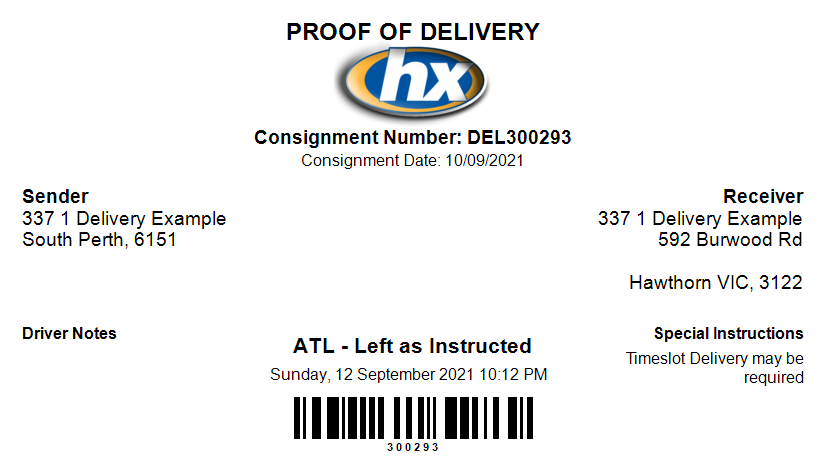 PROOF OF DELIVERY
hx
Consignment Number: DEL300293
Consignment Date: 10/09/2021
Sender
337 1 Delivery Example
South Perth, 6151
Receiver
337 1 Delivery Example
592 Burwood Rd
Hawthorn VIC, 3122
Driver Notes
ATL - Left as Instructed
Sunday, 12 September 2021 10:12 PM
300293
Special Instructions
Timeslot Delivery may be
required